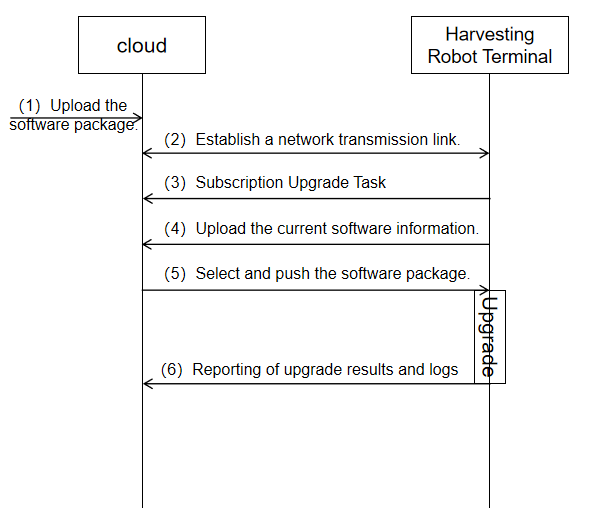 cloud
Harvesting
Robot Terminal
(1) Upload the
software package.
(2) Establish a network transmission link.
(3) Subscription Upgrade Task
(4) Upload the current software information.
(5) Select and push the software package.
Upgrade
(6) Reporting of upgrade results and logs